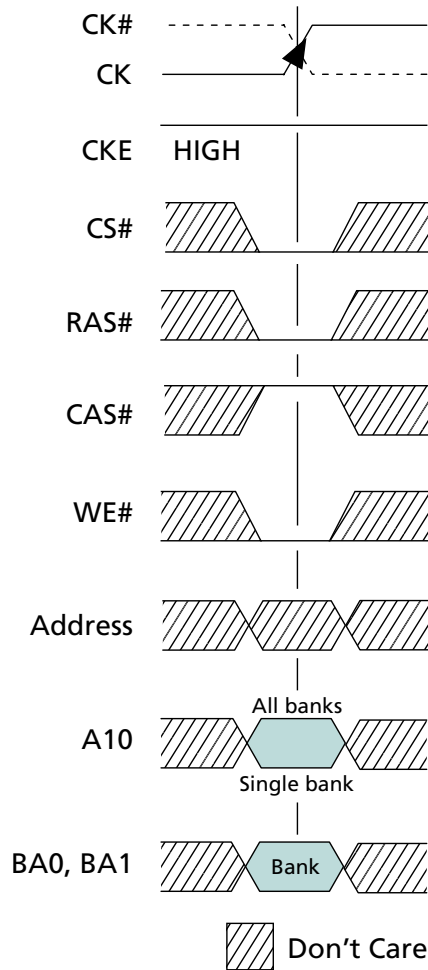 CK#
CK
CKE HIGH
CS#
RAS#
CAS#
WE#
Address
All banks
A10
Single bank
BA0, BA1 Bank
Don't Care